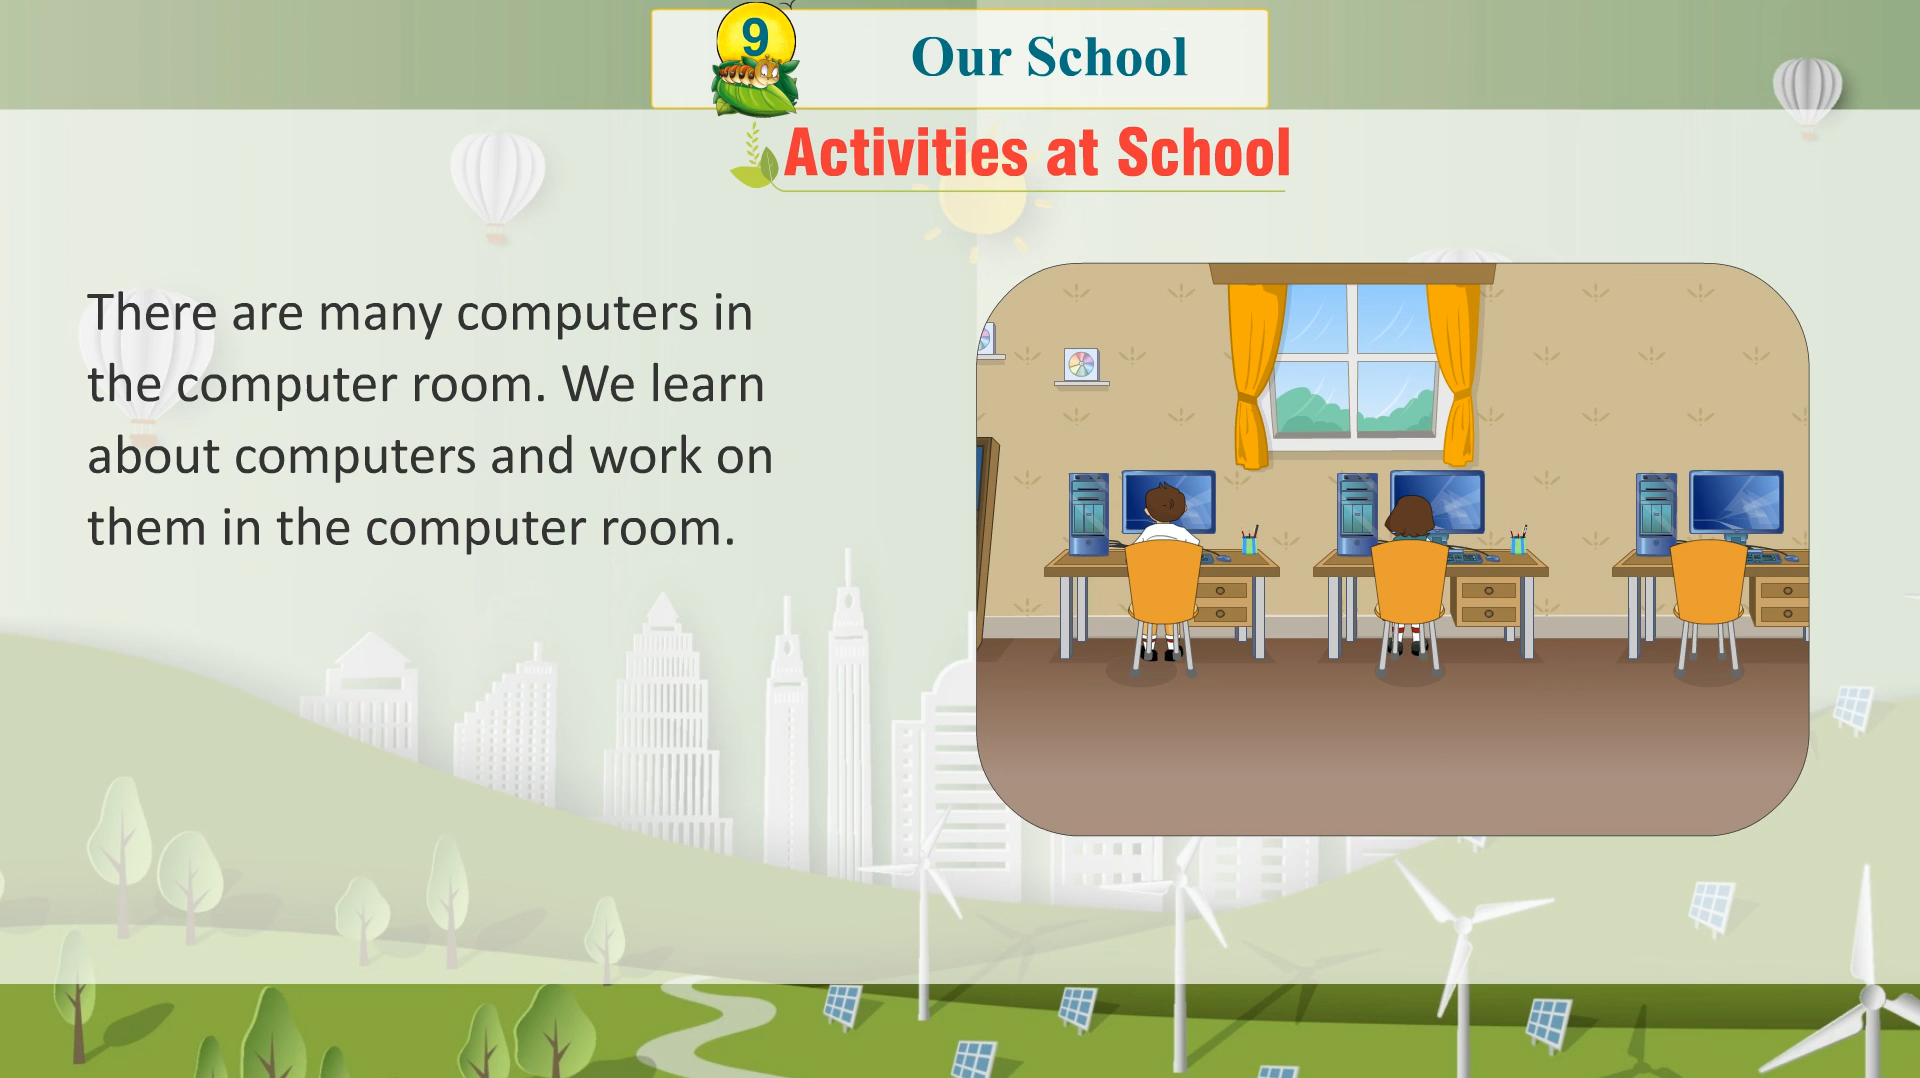 9
Our School
Activities at School
There are many computers in
the computer room. We learn
about computers and work on
them in the computer room.